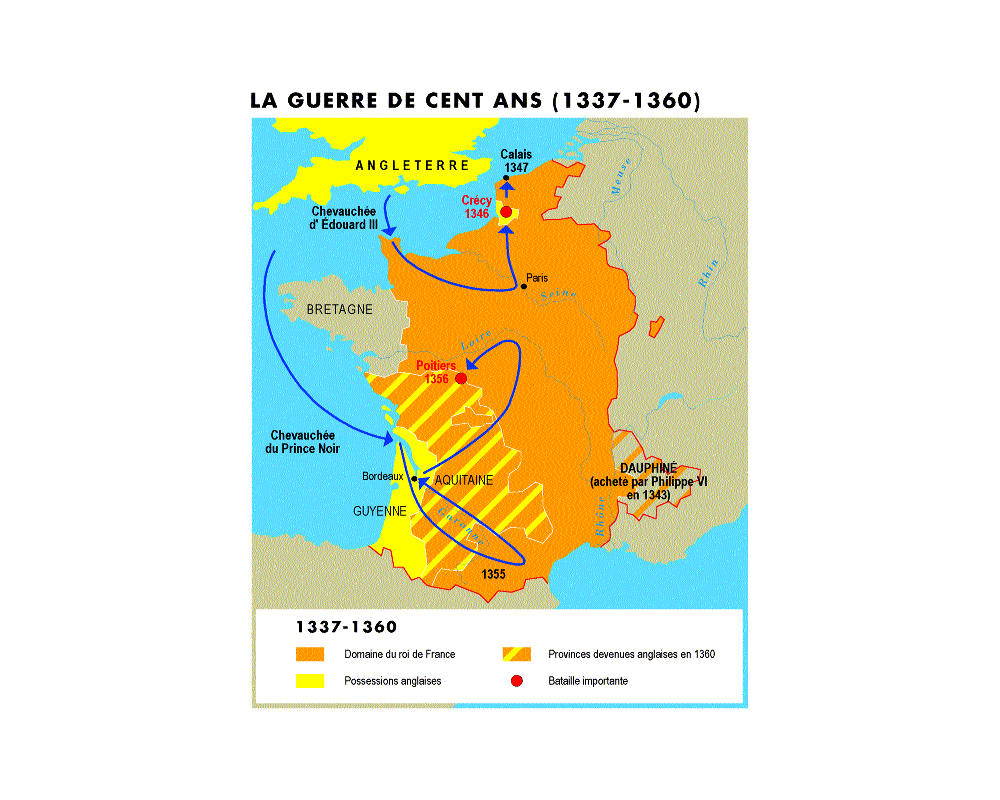 LA GUERRE DE CENT ANS (1337-1360)
ANGLETERRE
Calais
1347
Meuse
Crécy
1346
Chevauchée
d' Édouard III
Rhin
Paris
Seine
BRETAGNE
Loire
Poitiers
1356
Chevauchée
du Prince Noir
DAUPHINÉ
(acheté par Philippe VI
en 1343)
Bordeaux
AQUITAINE
GUYENNE
Garonne
Rhône
1355
1337-1360
Domaine du roi de France
Provinces devenues anglaises en 1360
Possessions anglaises
Bataille importante